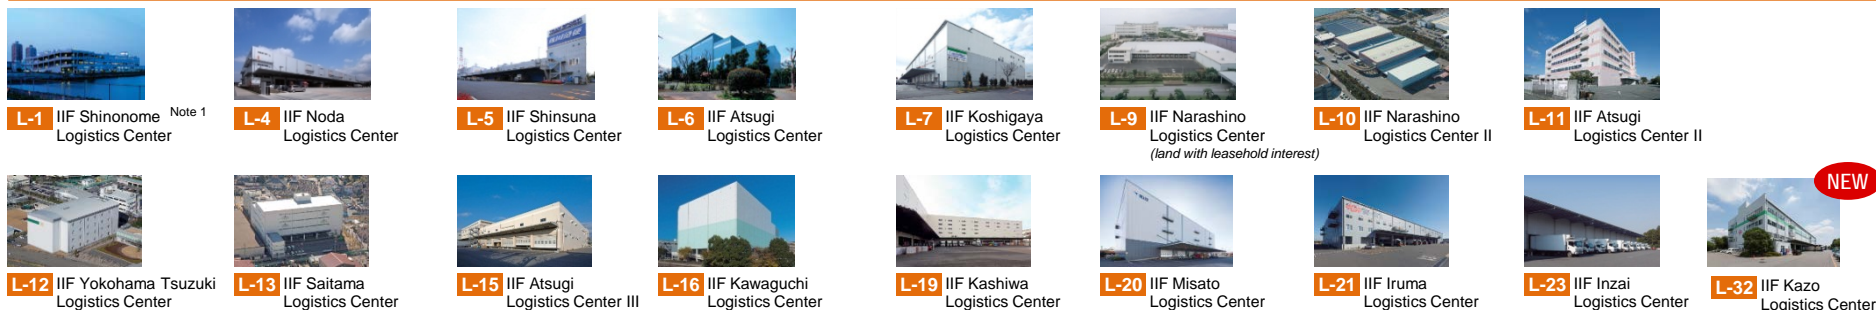 L-1 IIF Shinonome Note 1
Logistics Center
L-4 IIF Noda
Logistics Center
L-5 IIF Shinsuna
Logistics Center
L-6 IIF Atsugi
Logistics Center
L-7 IIF Koshigaya
Logistics Center
L-9 IIF Narashino
Logistics Center
(land with leasehold interest)
L-10 IIF Narashino
Logistics Center II
L-11 IIF Atsugi
Logistics Center II
NEW
L-12 IIF Yokohama Tsuzuki
Logistics Center
L-13 IIF Saitama
Logistics Center
L-15 IIF Atsugi
Logistics Center III
L-16 IIF Kawaguchi
Logistics Center
L-19 IIF Kashiwa
Logistics Center
L-20 IIF Misato
Logistics Center
L-21 IIF Iruma
Logistics Center
L-23 IIF Inzai
Logistics Center
L-32 IIF Kazo
Logistics Center